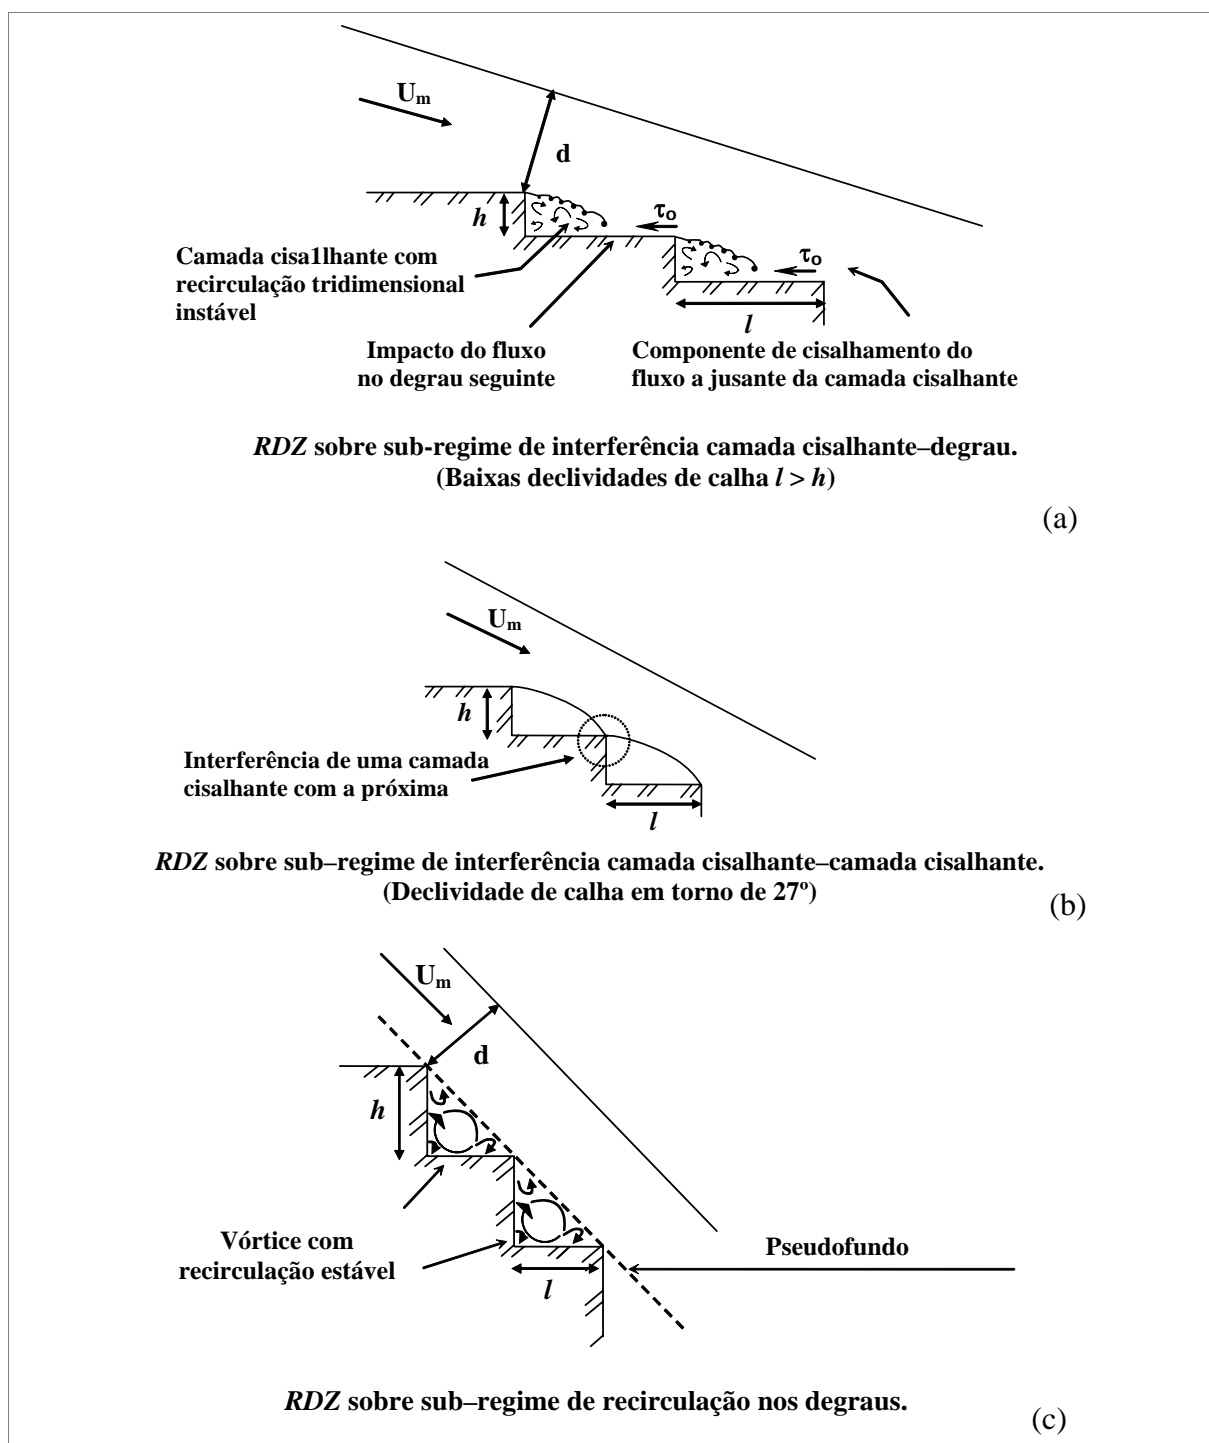 Uₘ
d
h
τₒ
τₒ
Camada cisa1lhante com
recirculação tridimensional
instável
l
Impacto do fluxo
no degrau seguinte
Componente de cisalhamento do
fluxo a jusante da camada cisalhante
RDZ sobre sub-regime de interferência camada cisalhante–degrau.
(Baixas declividades de calha l > h)
(a)
Uₘ
h
Interferência de uma camada
cisalhante com a próxima
l
RDZ sobre sub–regime de interferência camada cisalhante–camada cisalhante.
(Declividade de calha em torno de 27º)
(b)
Uₘ
d
h
Vórtice com
recirculação estável
l
Pseudofundo
RDZ sobre sub–regime de recirculação nos degraus.
(c)